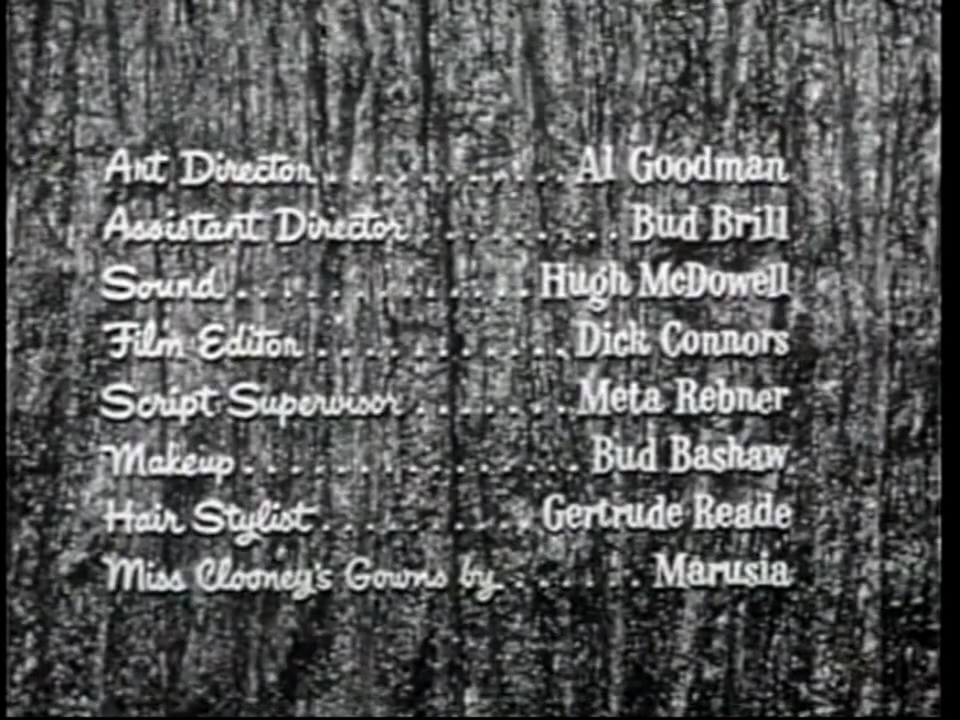 Art Director . . . . . . . . . . . Al Goodman
Assistant Director . . . . . . . . . Bud Brill
Sound . . . . . . . . . . . . . Hugh McDowell
Film Editor . . . . . . . . . . . Dick Connors
Script Supervisor . . . . . . . Meta Rebner
Makeup . . . . . . . . . . . . . . . Bud Bashaw
Hair Stylist . . . . . . . . . . Gertrude Reade
Miss Clooney's Gowns by . . . . . . Marusia